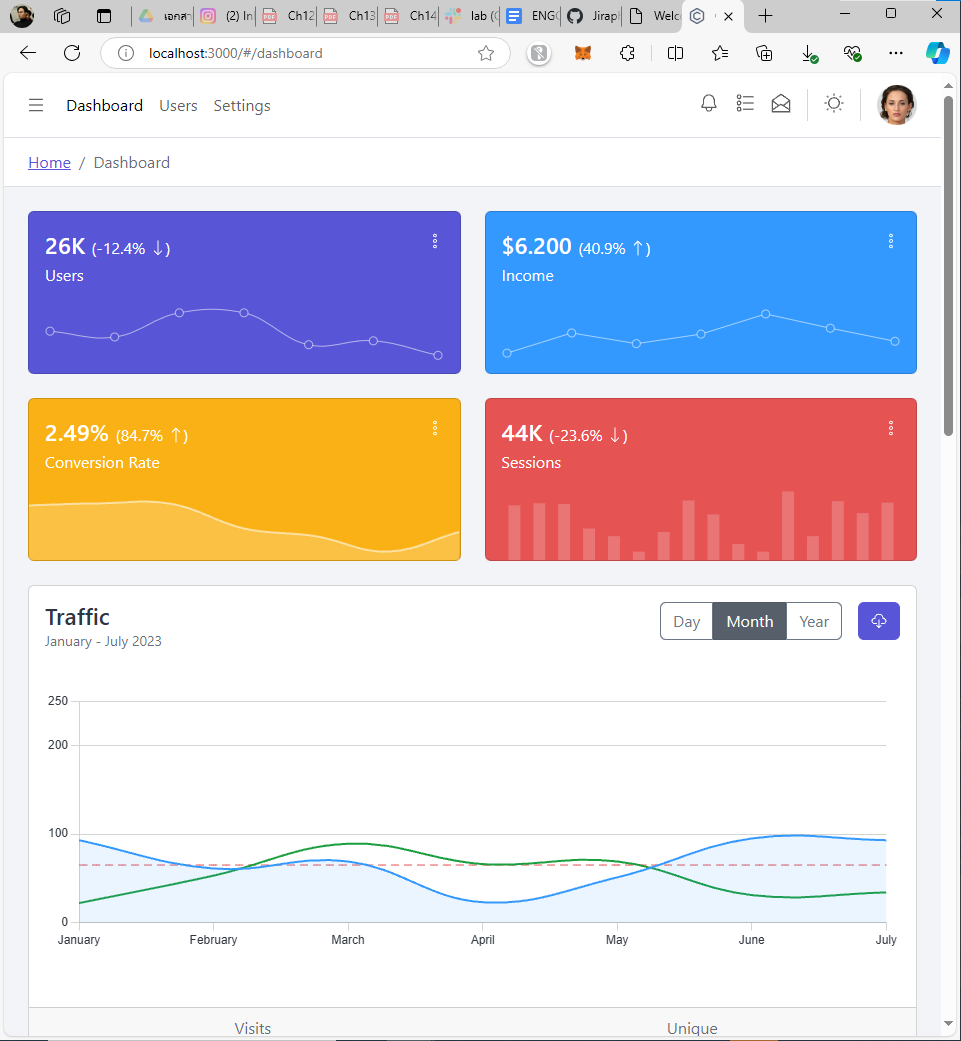 เอกสา
(2) In
Ch12
Ch13
Ch14
lab (
ENG
Jirap
Welc
localhost:3000/#/dashboard
Dashboard Users Settings
Home / Dashboard
26K (-12.4% ↓)
Users
$6.200 (40.9% ↑)
Income
2.49% (84.7% ↑)
Conversion Rate
44K (-23.6% ↓)
Sessions
Traffic
January - July 2023
Day Month Year
250
200
100
0
January February March April May June July
Visits Unique